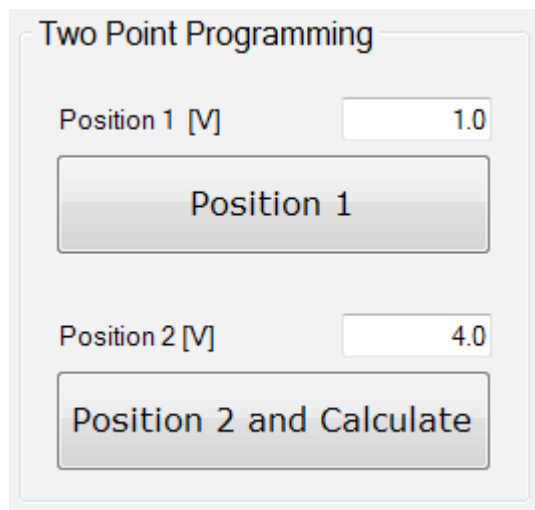 Two Point Programming
Position 1 [V] 1.0
Position 1
Position 2 [V] 4.0
Position 2 and Calculate